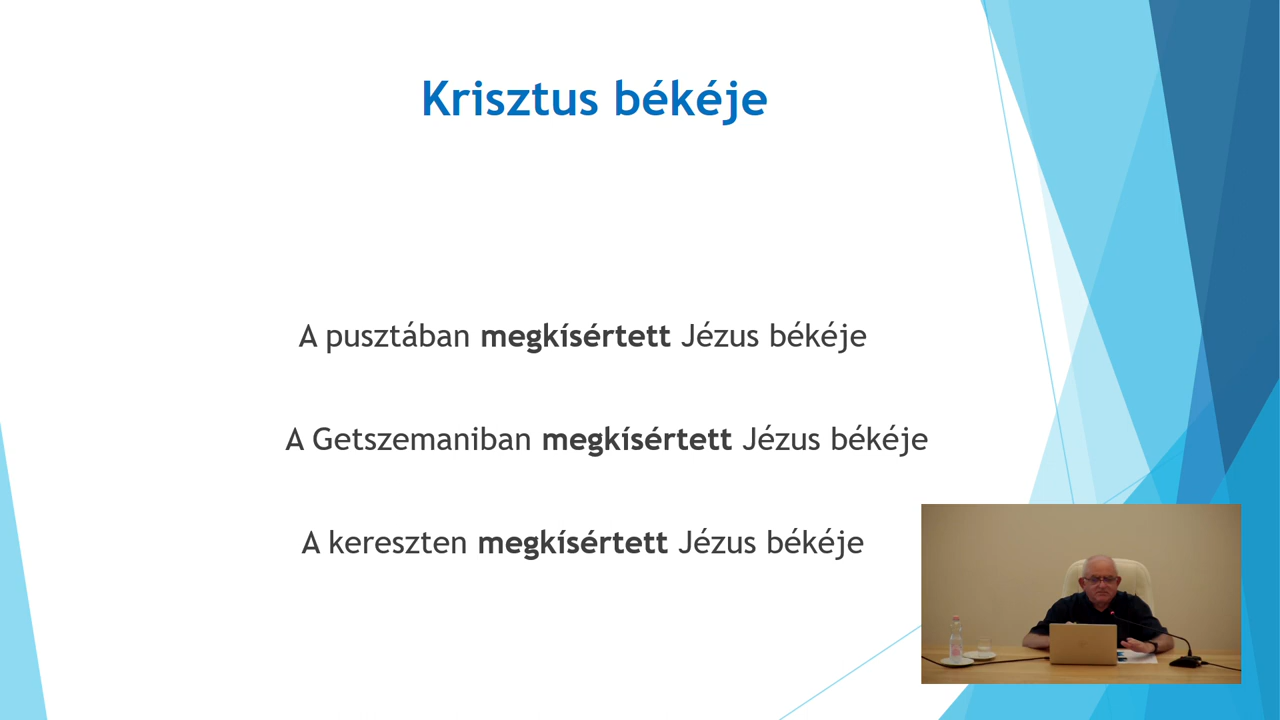 Krisztus békéje
A pusztában megkísértett Jézus békéje
A Getszemaniban megkísértett Jézus békéje
A kereszten megkísértett Jézus békéje